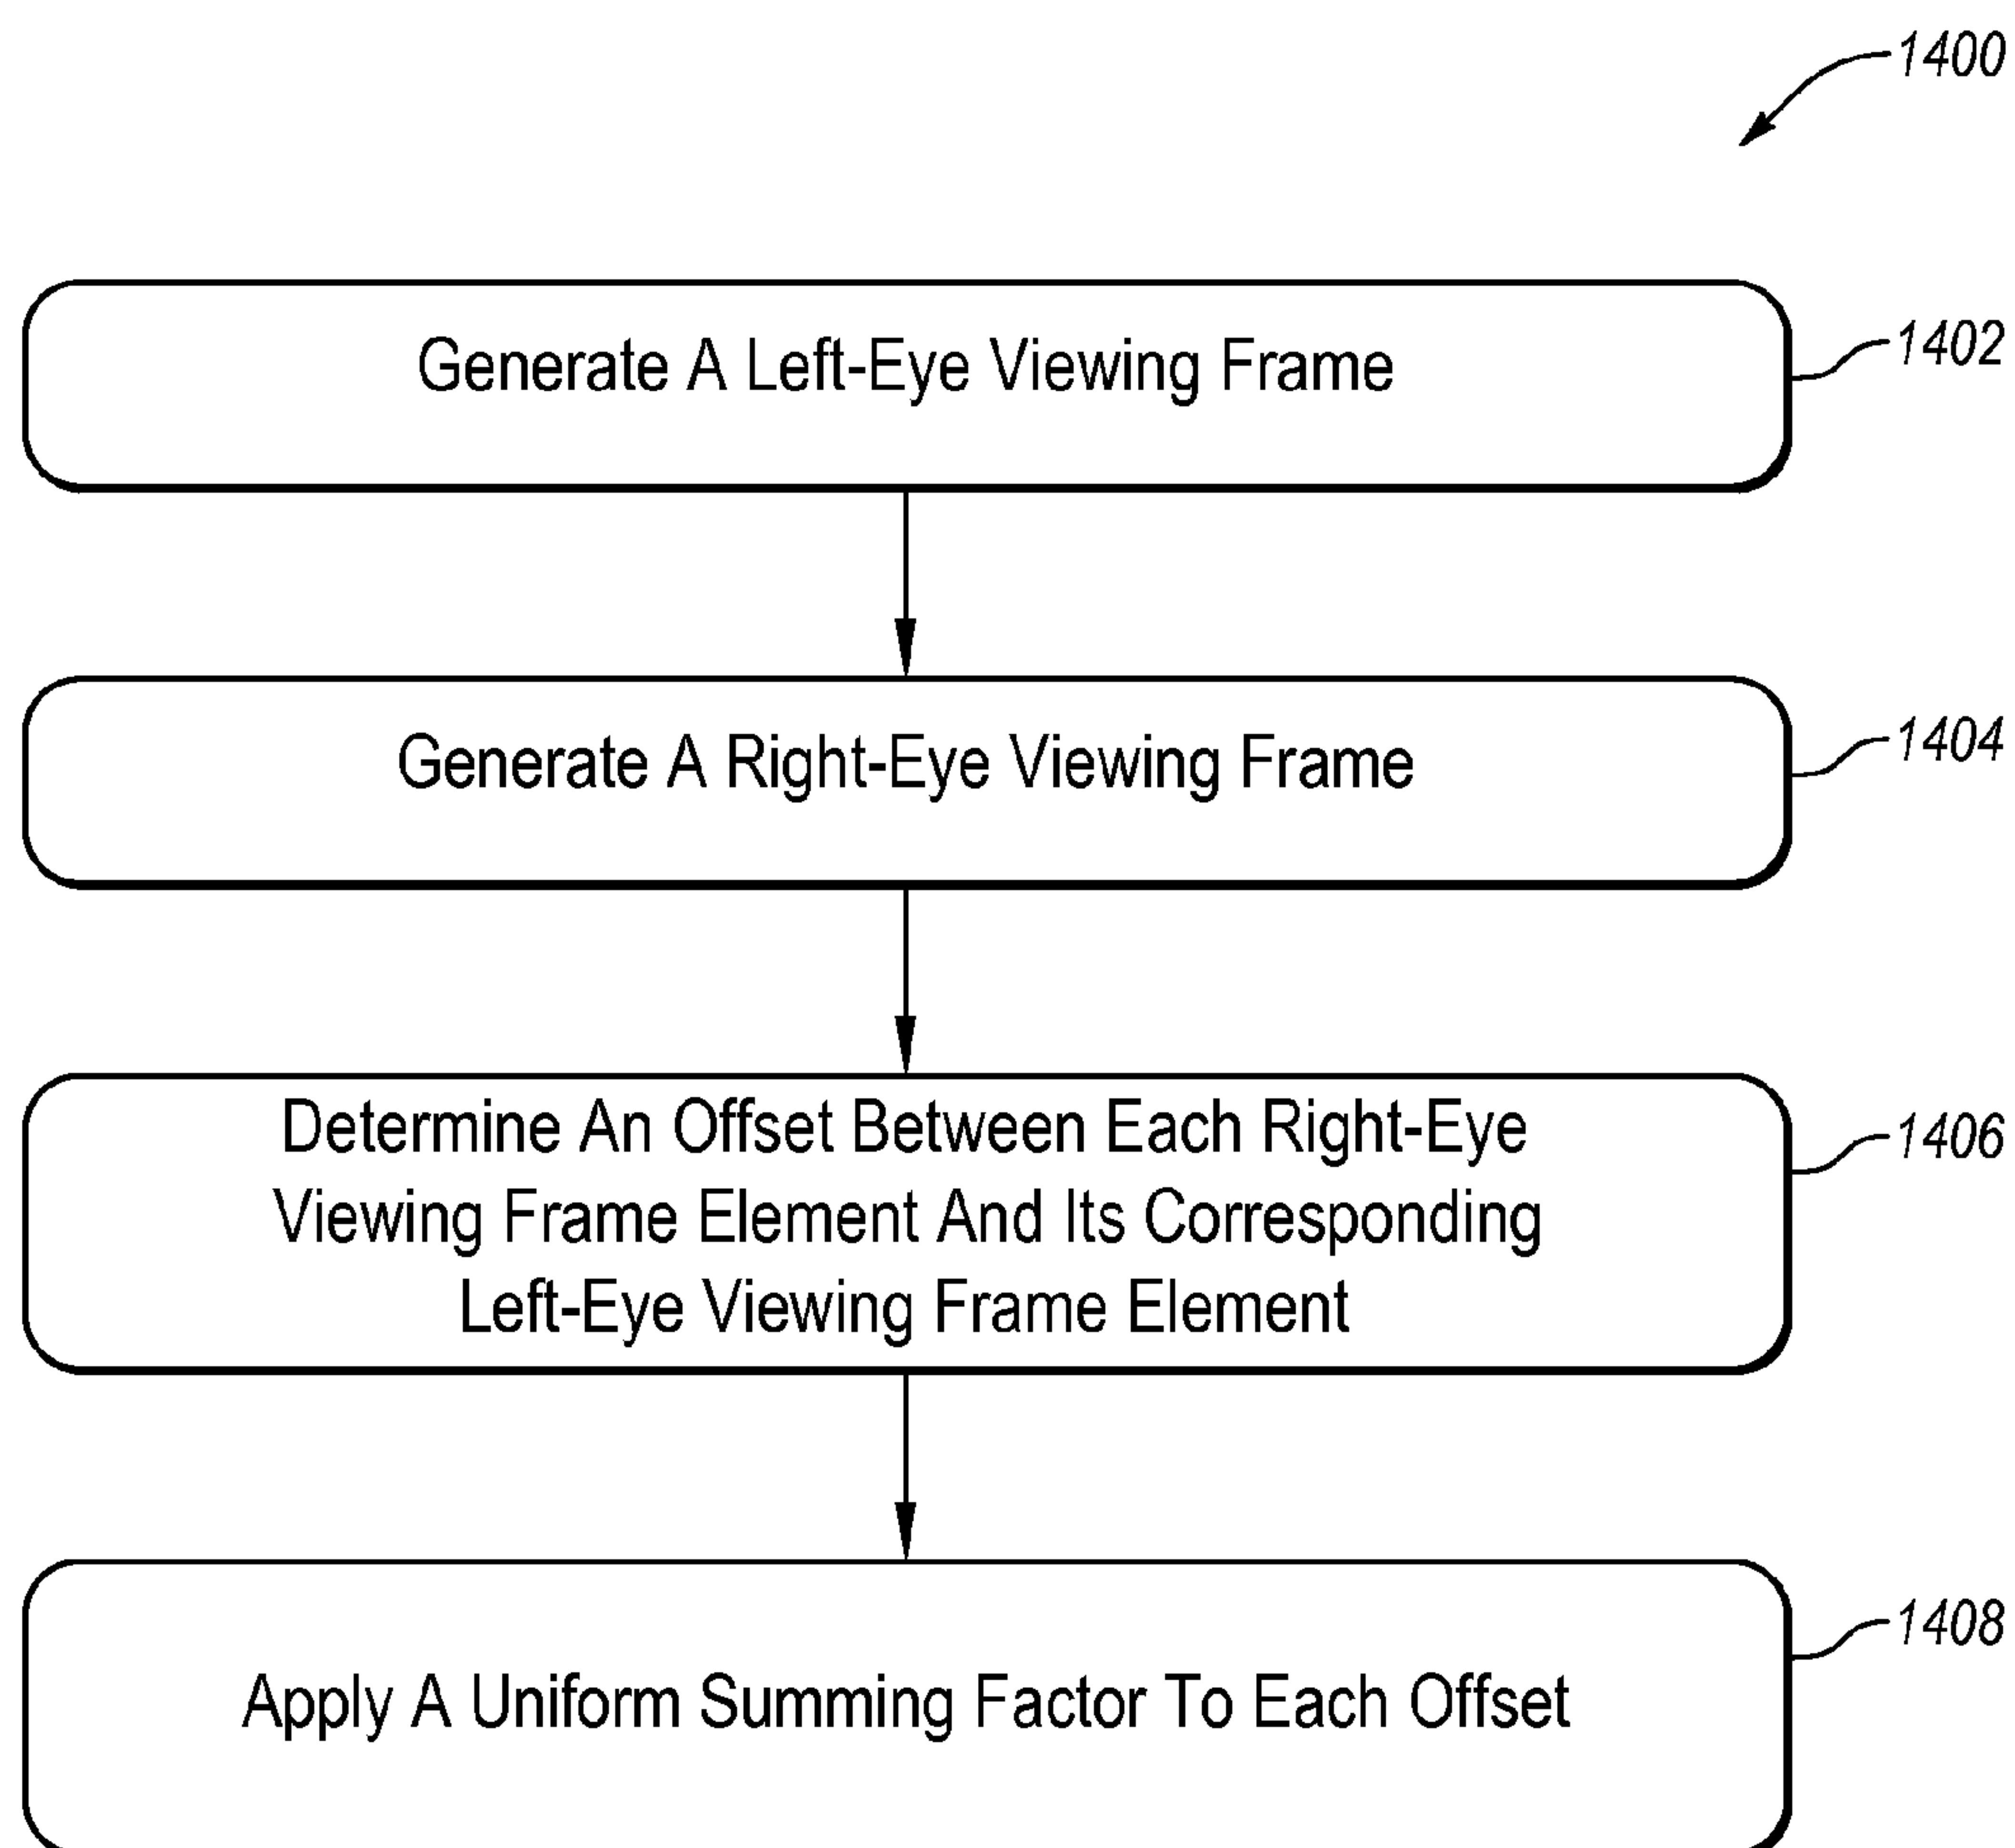 1400
Generate A Left-Eye Viewing Frame
1402
Generate A Right-Eye Viewing Frame
1404
Determine An Offset Between Each Right-Eye
Viewing Frame Element And Its Corresponding
Left-Eye Viewing Frame Element
1406
Apply A Uniform Summing Factor To Each Offset
1408